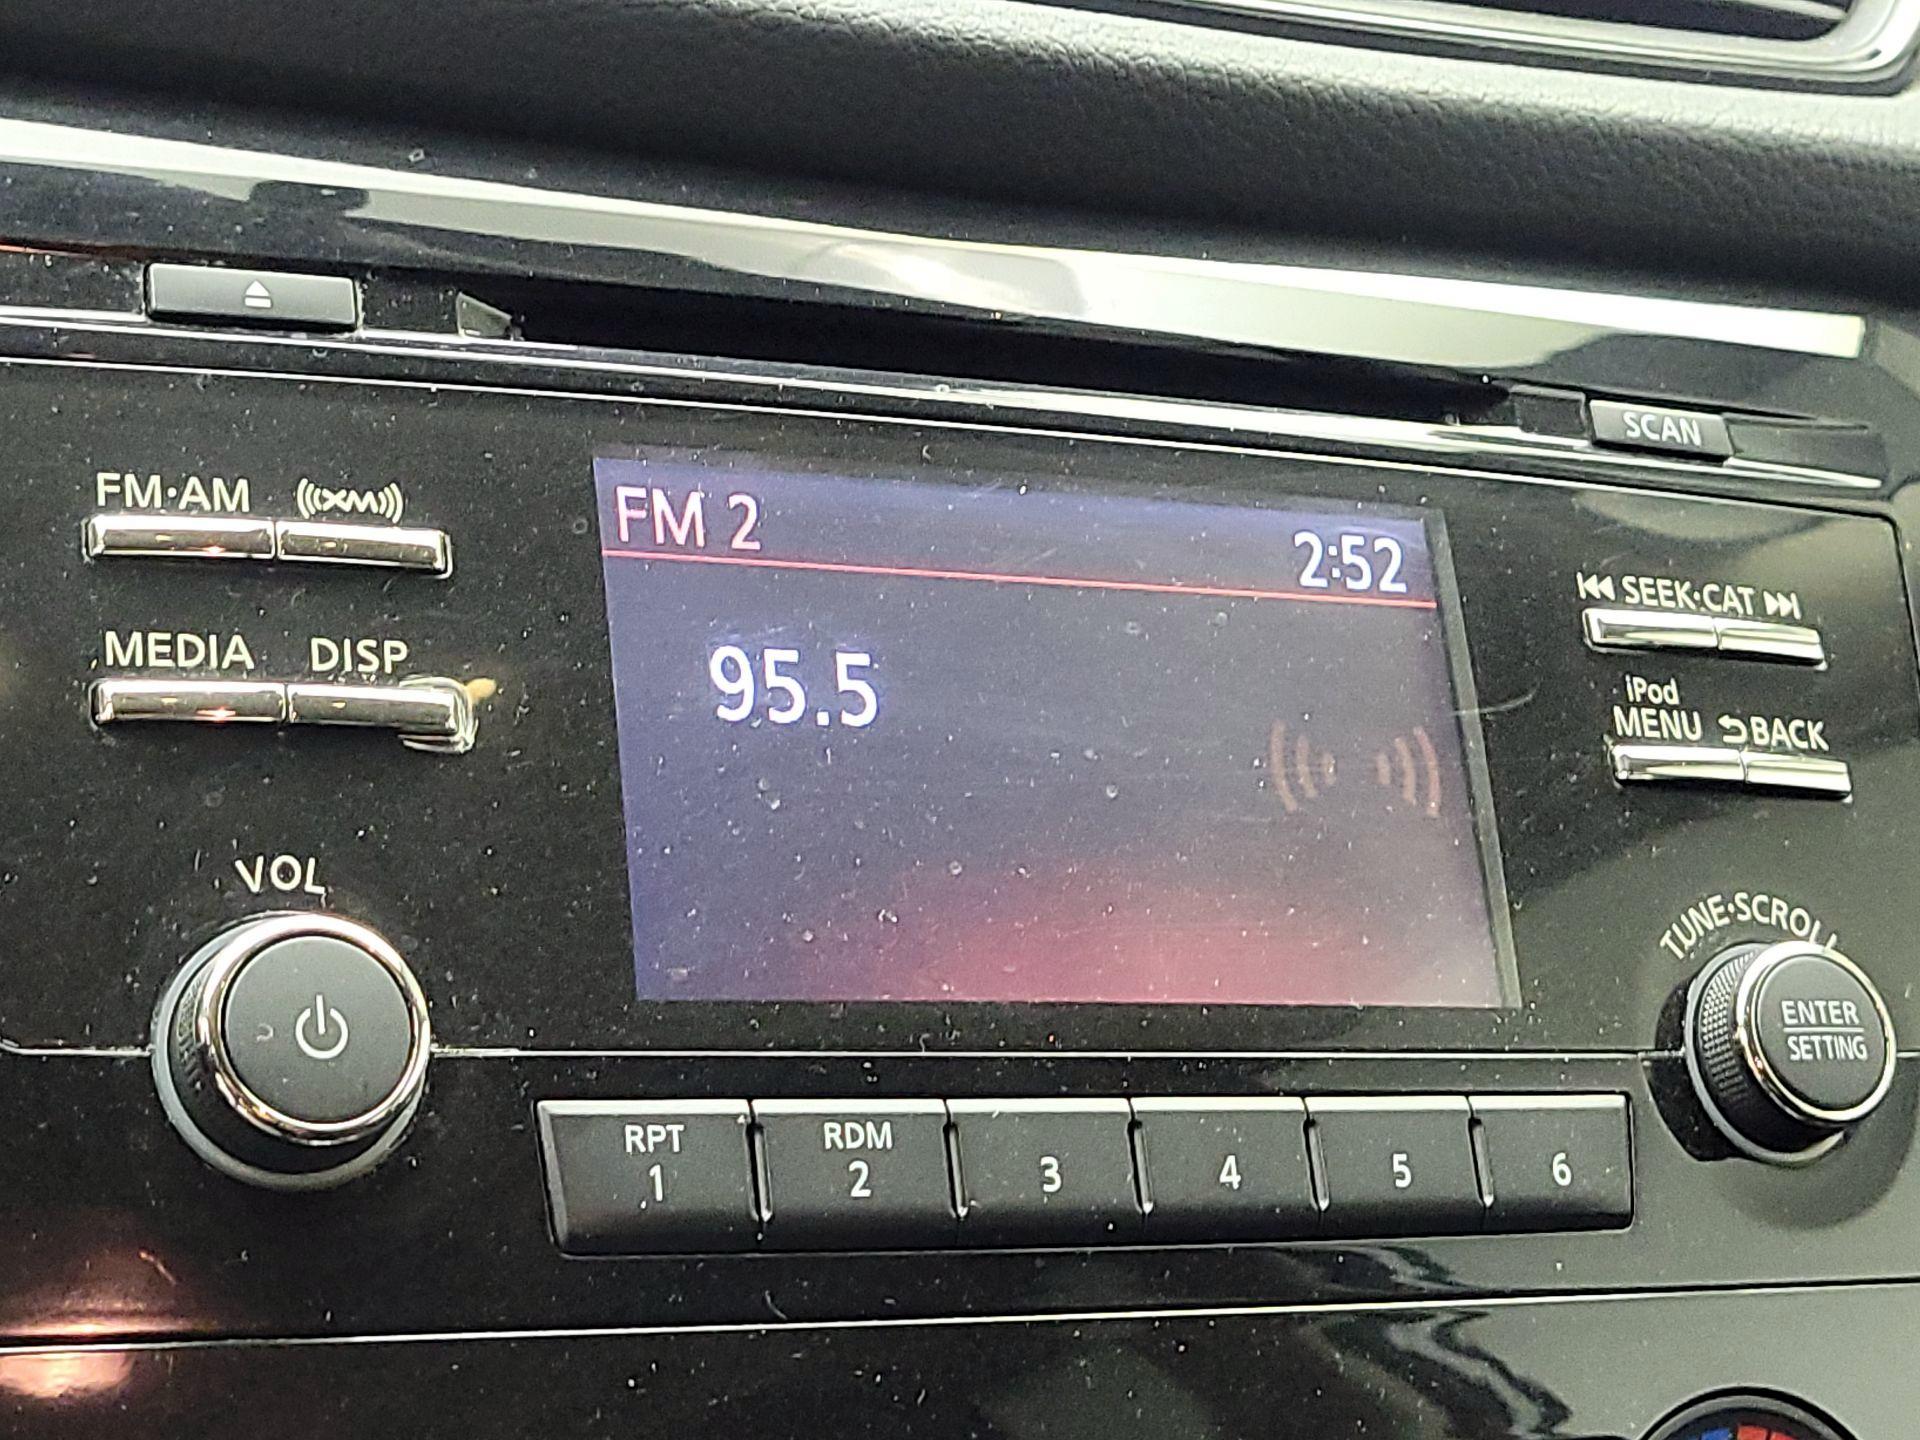 SCAN
FM·AM
(((XM)))
FM 2
2:52
SEEK·CAT
MEDIA
DISP
95.5
iPod
MENU
BACK
VOL
TUNE·SCROLL
ENTER
SETTING
RPT
1
RDM
2
3
4
5
6